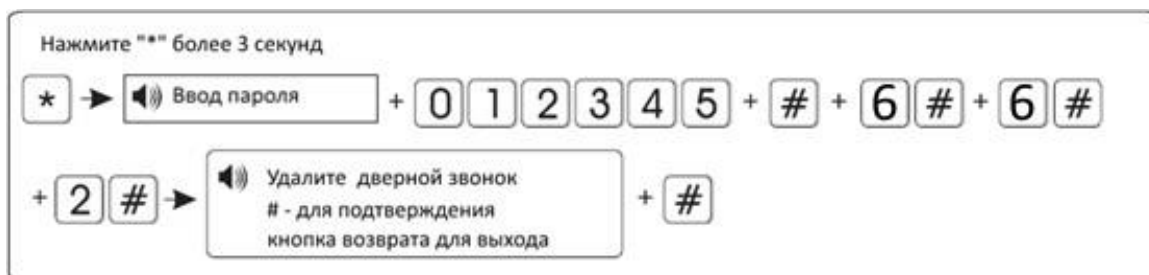 Нажмите "*" более 3 секунд
* Ввод пароля + 0 1 2 3 4 5 + # + 6 # + 6 #
+ 2 # Удалите дверной звонок
# - для подтверждения + #
кнопка возврата для выхода